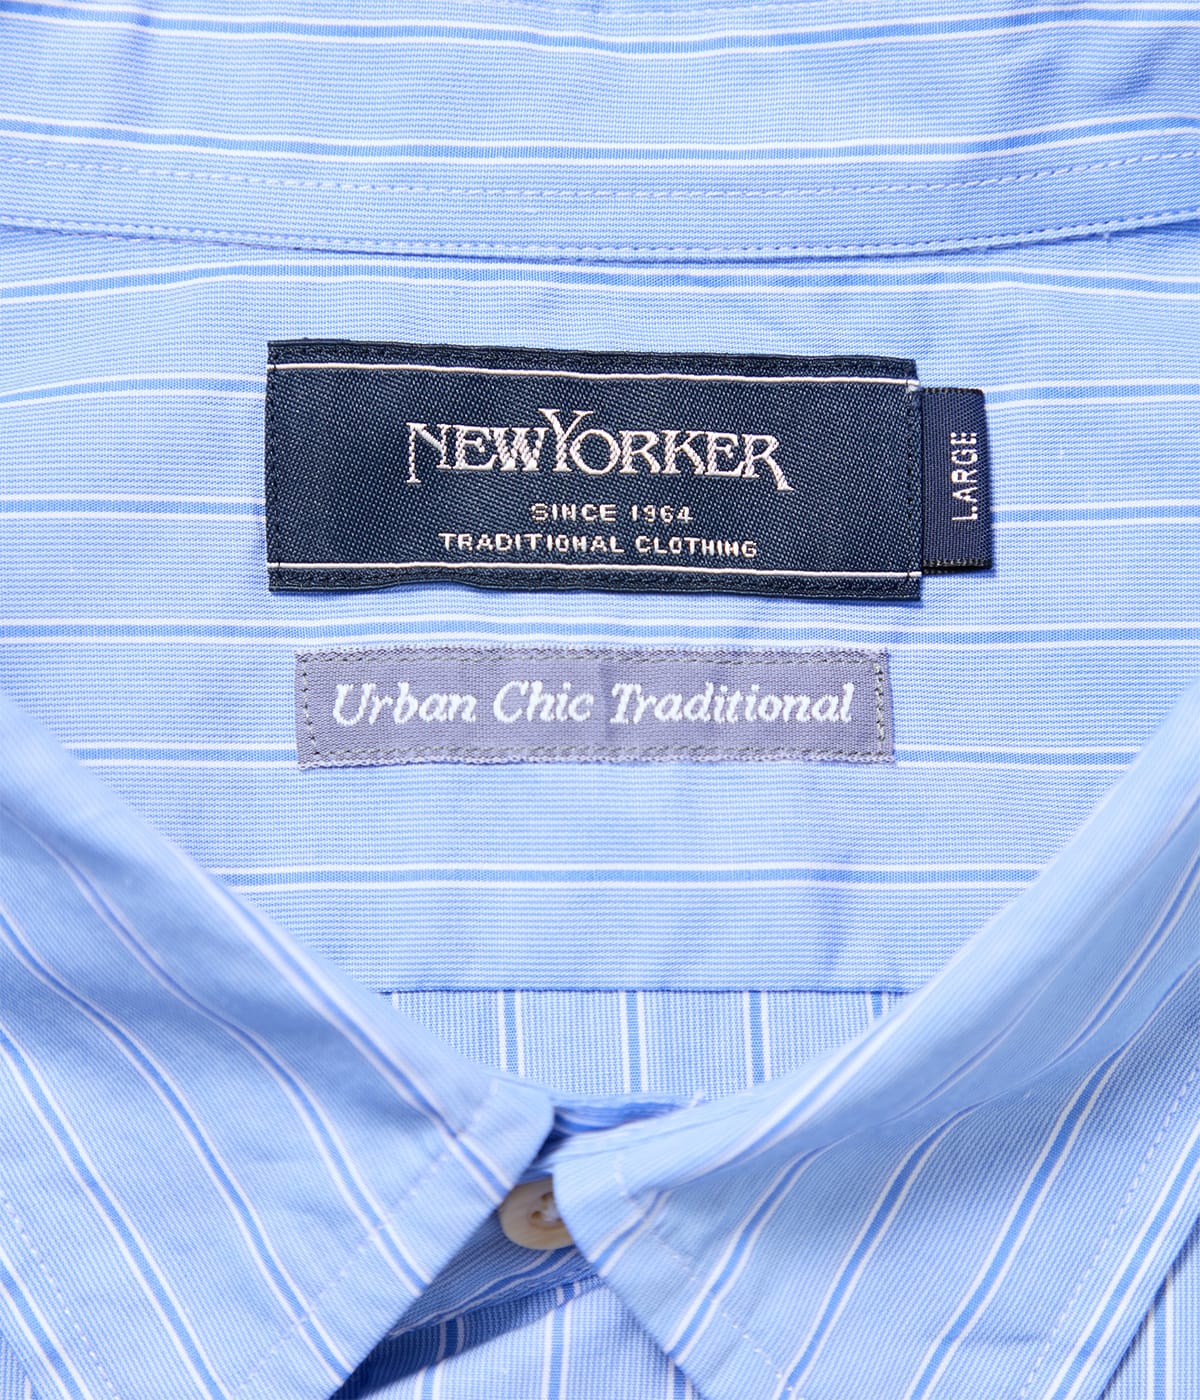 NEWYORKER
SINCE 1964
TRADITIONAL CLOTHING
LARGE
Urban Chic Traditional